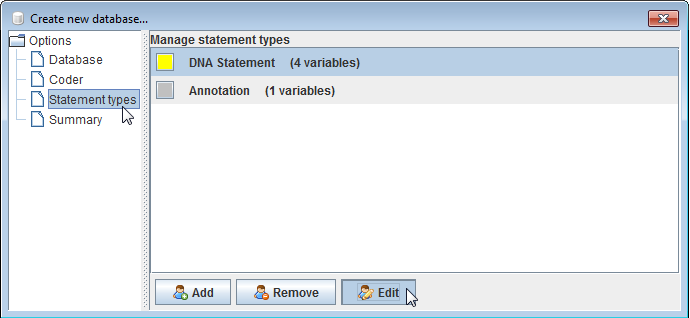 Create new database...
Options
Database
Coder
Statement types
Summary
Manage statement types
DNA Statement (4 variables)
Annotation (1 variables)
Add Remove Edit